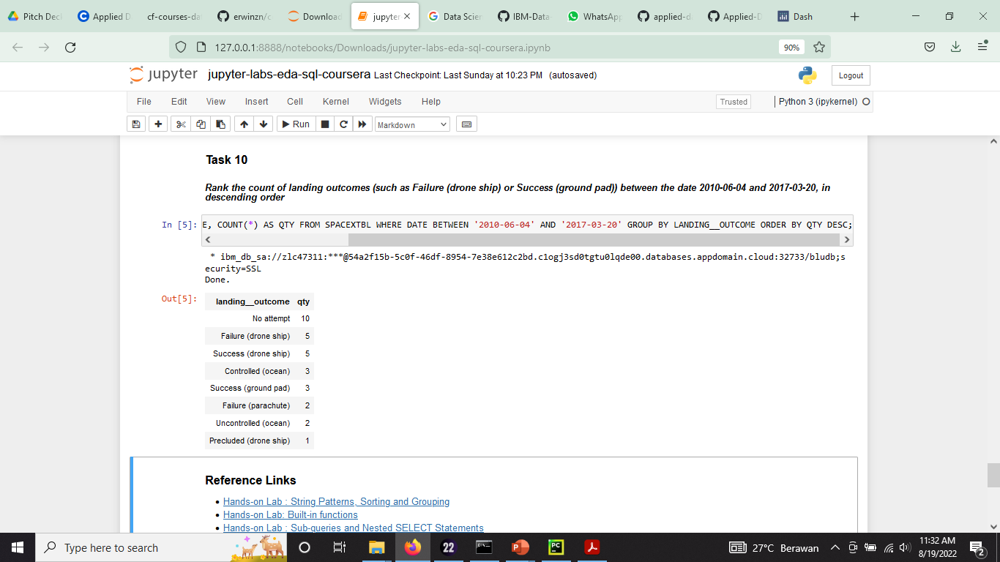 Pitch Deck Applied D cf-courses-da erwinzn/c Download jupyter Data Scien IBM-Data- WhatsApp applied-d Applied-D Dash
127.0.0.1:8888/notebooks/Downloads/jupyter-labs-eda-sql-coursera.ipynb 90%
jupyter jupyter-labs-eda-sql-coursera Last Checkpoint: Last Sunday at 10:23 PM (autosaved) Logout
File Edit View Insert Cell Kernel Widgets Help Trusted Python 3 (ipykernel)
Run Markdown
Task 10
Rank the count of landing outcomes (such as Failure (drone ship) or Success (ground pad)) between the date 2010-06-04 and 2017-03-20, in
descending order
In [5]: E, COUNT(*) AS QTY FROM SPACEXTBL WHERE DATE BETWEEN '2010-06-04' AND '2017-03-20' GROUP BY LANDING__OUTCOME ORDER BY QTY DESC;
* ibm_db_sa://zlc47311:***@54a2f15b-5c0f-46df-8954-7e38e612c2bd.c1ogj3sd0tgtu0lqde00.databases.appdomain.cloud:32733/bludb;s
ecurity=SSL
Done.
Out[5]:
landing__outcome qty
No attempt 10
Failure (drone ship) 5
Success (drone ship) 5
Controlled (ocean) 3
Success (ground pad) 3
Failure (parachute) 2
Uncontrolled (ocean) 2
Precluded (drone ship) 1
Reference Links
Hands-on Lab : String Patterns, Sorting and Grouping
Hands-on Lab: Built-in functions
Hands-on Lab : Sub-queries and Nested SELECT Statements
Type here to search 22 PC 27°C Berawan 11:32 AM
8/19/2022 2